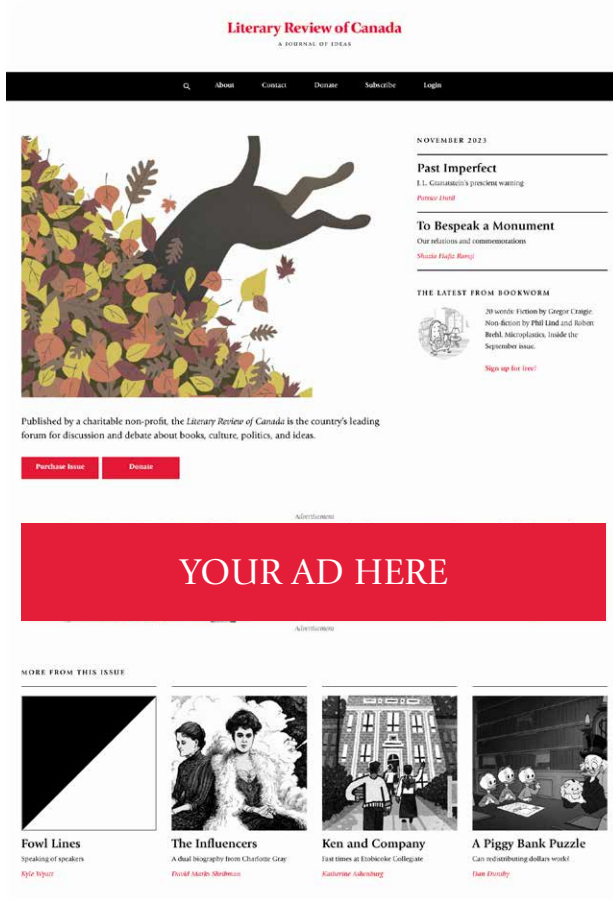 Literary Review of Canada
A JOURNAL OF IDEAS
About Contact Donate Subscribe Login
NOVEMBER 2023
Past Imperfect
J. L. Granatstein's prescient warning
Patrice Dutil
To Bespeak a Monument
Our relations and commemorations
Shazia Hafiz Ramji
THE LATEST FROM BOOKWORM
20 words: Fiction by Gregor Craigie.
Non-fiction by Phil Lind and Robert
Brehl. Microplastics. Inside the
September issue.
Sign up for free!
Published by a charitable non-profit, the Literary Review of Canada is the country's leading
forum for discussion and debate about books, culture, politics, and ideas.
Purchase Issue Donate
Advertisement
YOUR AD HERE
Advertisement
MORE FROM THIS ISSUE
Fowl Lines
Speaking of speakers
Kyle Wyatt
The Influencers
A dual biography from Charlotte Gray
David Marks Shribman
Ken and Company
Fast times at Etobicoke Collegiate
Katherine Ashenburg
A Piggy Bank Puzzle
Can redistributing dollars work?
Dan Dunsky